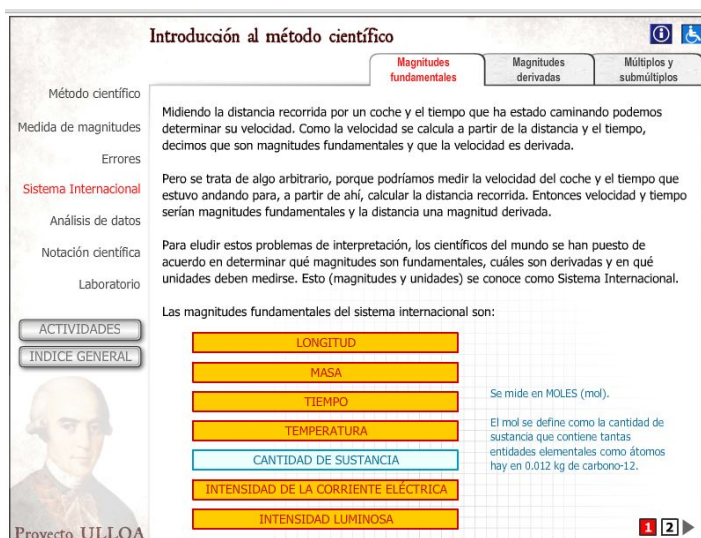 Introducción al método científico
Magnitudes
fundamentales
Magnitudes
derivadas
Múltiplos y
submúltiplos
Método científico
Medida de magnitudes
Errores
Sistema Internacional
Análisis de datos
Notación científica
Laboratorio
ACTIVIDADES
INDICE GENERAL
Proyecto ULLOA
Midiendo la distancia recorrida por un coche y el tiempo que ha estado caminando podemos
determinar su velocidad. Como la velocidad se calcula a partir de la distancia y el tiempo,
decimos que son magnitudes fundamentales y que la velocidad es derivada.
Pero se trata de algo arbitrario, porque podríamos medir la velocidad del coche y el tiempo que
estuvo andando para, a partir de ahí, calcular la distancia recorrida. Entonces velocidad y tiempo
serían magnitudes fundamentales y la distancia una magnitud derivada.
Para eludir estos problemas de interpretación, los científicos del mundo se han puesto de
acuerdo en determinar qué magnitudes son fundamentales, cuáles son derivadas y en qué
unidades deben medirse. Esto (magnitudes y unidades) se conoce como Sistema Internacional.
Las magnitudes fundamentales del sistema internacional son:
LONGITUD
MASA
TIEMPO
TEMPERATURA
CANTIDAD DE SUSTANCIA
INTENSIDAD DE LA CORRIENTE ELÉCTRICA
INTENSIDAD LUMINOSA
Se mide en MOLES (mol).
El mol se define como la cantidad de
sustancia que contiene tantas
entidades elementales como átomos
hay en 0.012 kg de carbono-12.
1 2